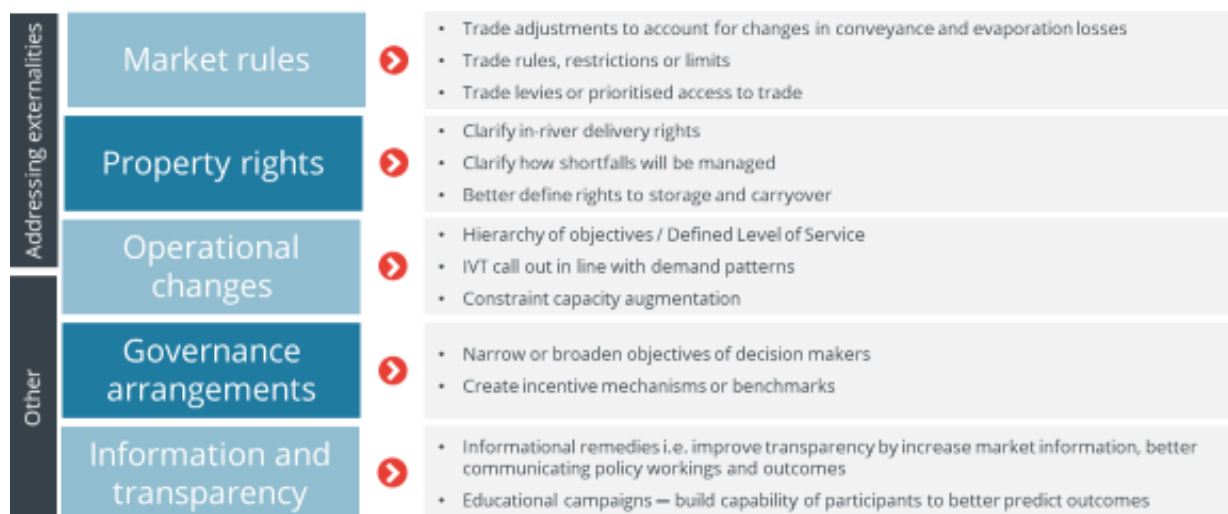 Addressing externalities
Market rules
• Trade adjustments to account for changes in conveyance and evaporation losses
• Trade rules, restrictions or limits
• Trade levies or prioritised access to trade
Property rights
• Clarify in-river delivery rights
• Clarify how shortfalls will be managed
• Better define rights to storage and carryover
Operational
changes
• Hierarchy of objectives / Defined Level of Service
• IVT call out in line with demand patterns
• Constraint capacity augmentation
Other
Governance
arrangements
• Narrow or broaden objectives of decision makers
• Create incentive mechanisms or benchmarks
Information and
transparency
• Informational remedies i.e. improve transparency by increase market information, better
communicating policy workings and outcomes
• Educational campaigns — build capability of participants to better predict outcomes